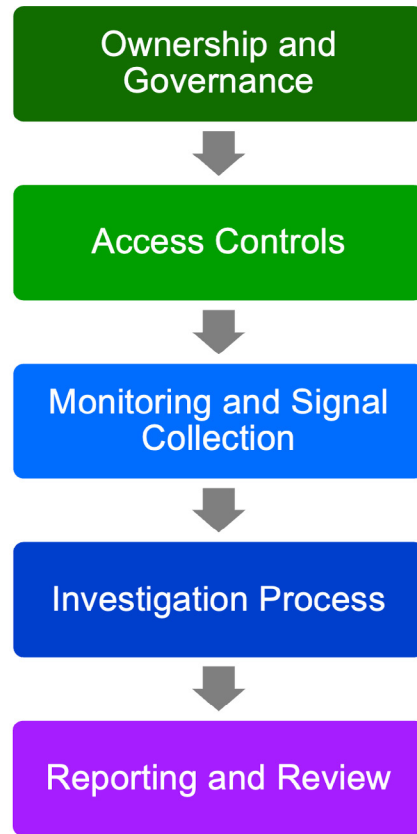 Ownership and
Governance
Access Controls
Monitoring and Signal
Collection
Investigation Process
Reporting and Review